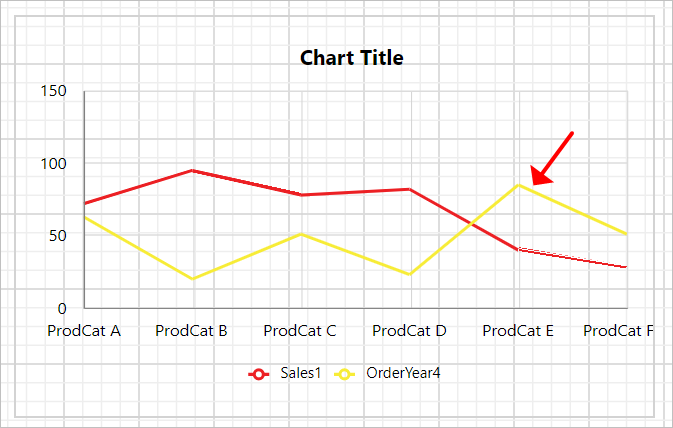 Chart Title
150
100
50
0
ProdCat A ProdCat B ProdCat C ProdCat D ProdCat E ProdCat F
Sales1 OrderYear4